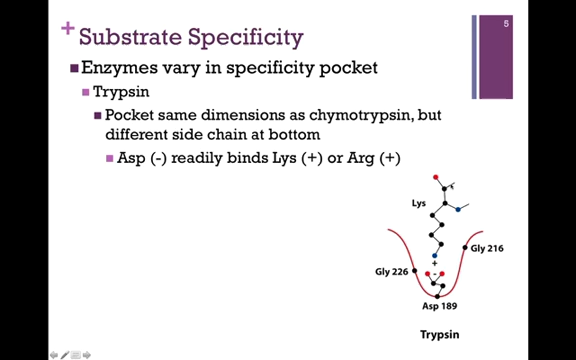 5
+ Substrate Specificity
Enzymes vary in specificity pocket
Trypsin
Pocket same dimensions as chymotrypsin, but
different side chain at bottom
Asp (-) readily binds Lys (+) or Arg (+)
Lys
+
-
Gly 216
Gly 226
Asp 189
Trypsin